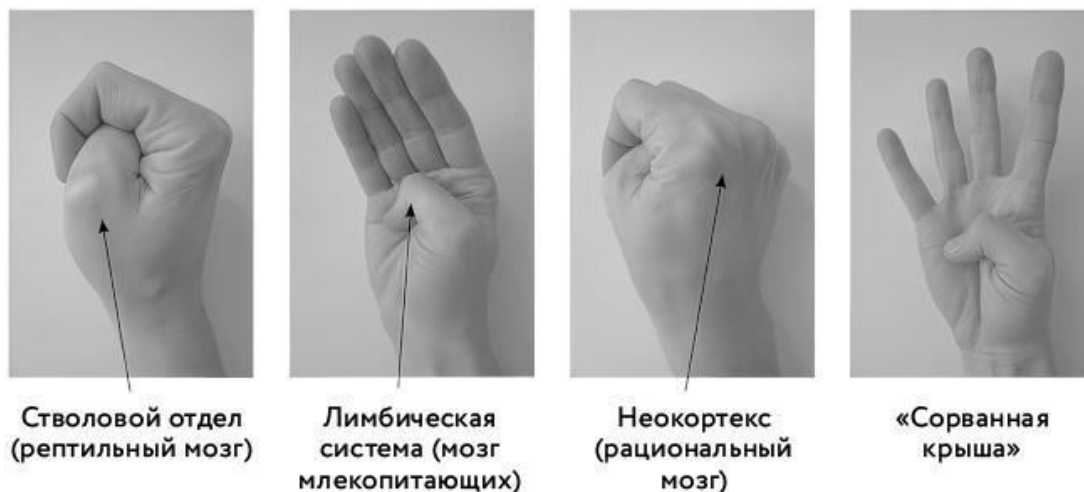 Стволовой отдел
(рептильный мозг)
Лимбическая
система (мозг
млекопитающих)
Неокортекс
(рациональный
мозг)
«Сорванная
крыша»